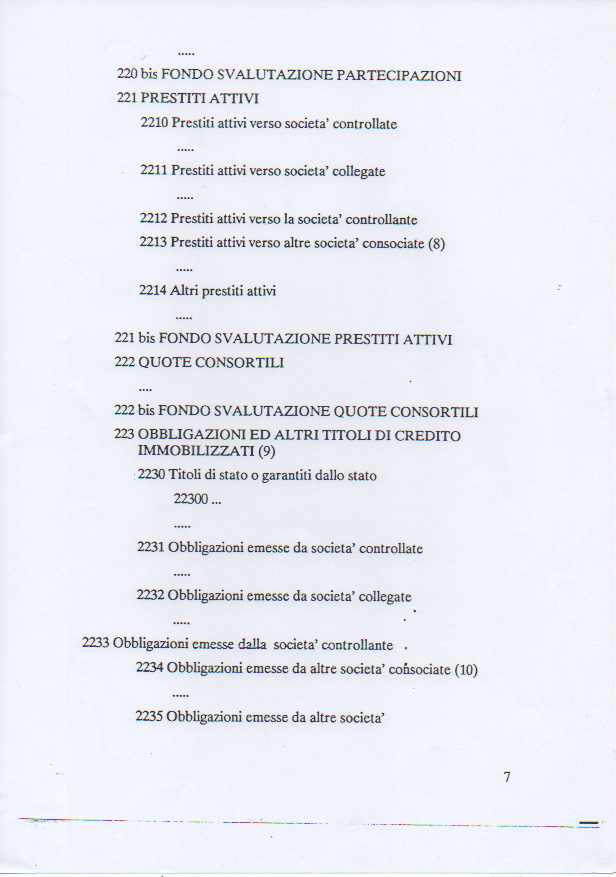 .....
220 bis FONDO SVALUTAZIONE PARTECIPAZIONI
221 PRESTITI ATTIVI
2210 Prestiti attivi verso societa' controllate
.....
2211 Prestiti attivi verso societa' collegate
.....
2212 Prestiti attivi verso la societa' controllante
2213 Prestiti attivi verso altre societa' consociate (8)
.....
2214 Altri prestiti attivi
.....
221 bis FONDO SVALUTAZIONE PRESTITI ATTIVI
222 QUOTE CONSORTILI
....
222 bis FONDO SVALUTAZIONE QUOTE CONSORTILI
223 OBBLIGAZIONI ED ALTRI TITOLI DI CREDITO
IMMOBILIZZATI (9)
2230 Titoli di stato o garantiti dallo stato
22300 ...
.....
2231 Obbligazioni emesse da societa' controllate
.....
2232 Obbligazioni emesse da societa' collegate
.....
2233 Obbligazioni emesse dalla societa' controllante .
2234 Obbligazioni emesse da altre societa' consociate (10)
.....
2235 Obbligazioni emesse da altre societa'
7